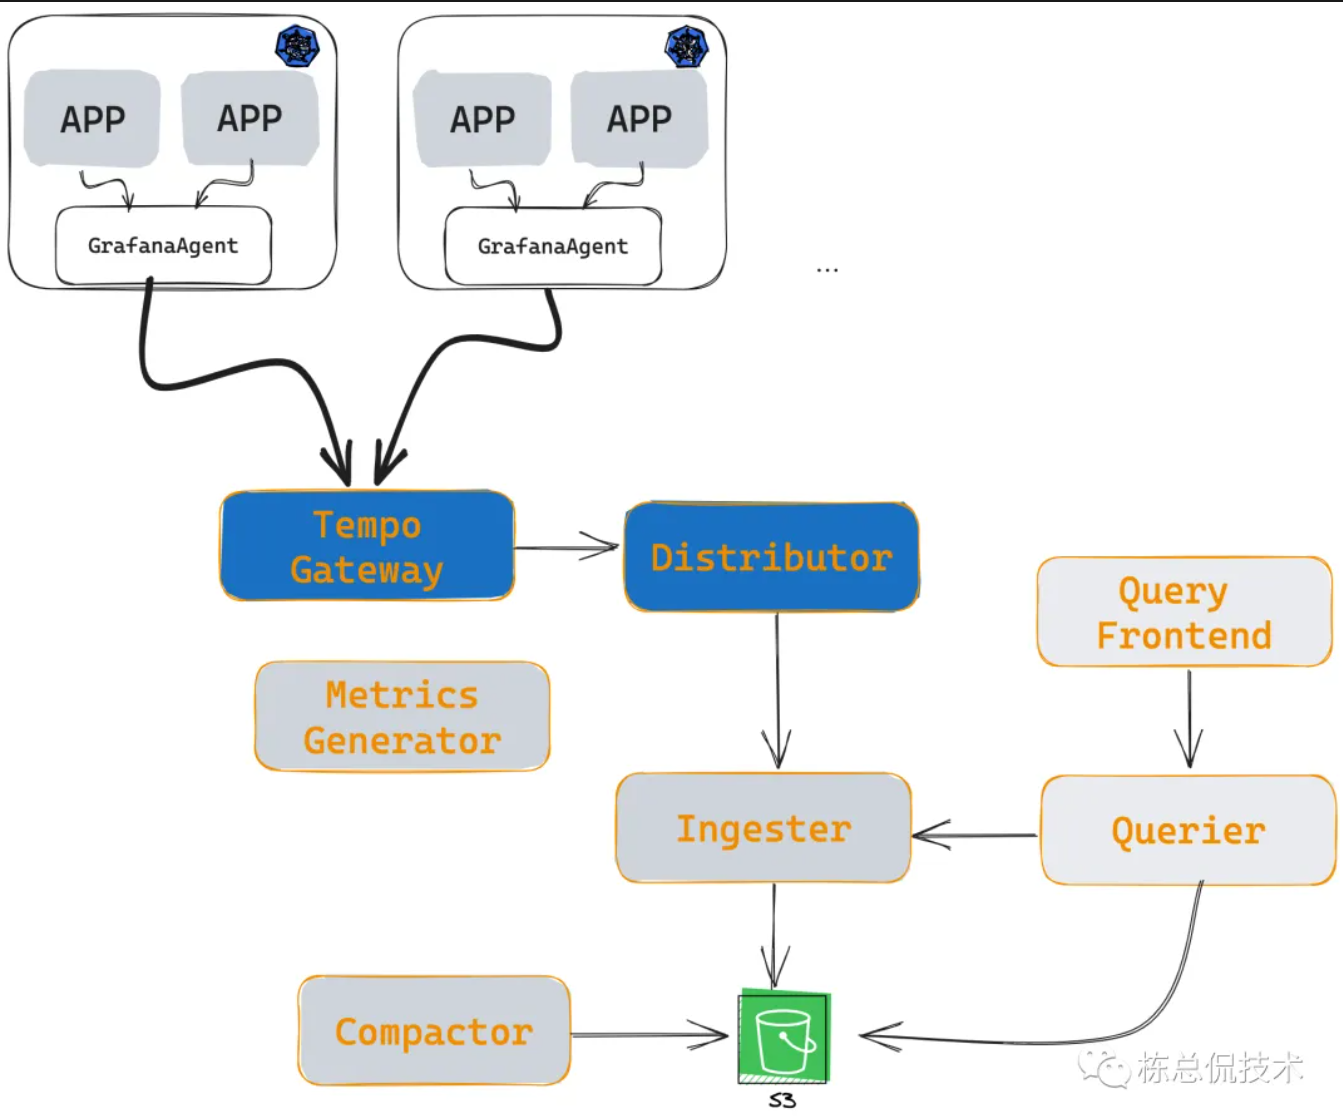 APP
APP
APP
APP
GrafanaAgent
GrafanaAgent
...
Tempo
Gateway
Distributor
Query
Frontend
Metrics
Generator
Ingester
Querier
Compactor
S3
栋总侃技术